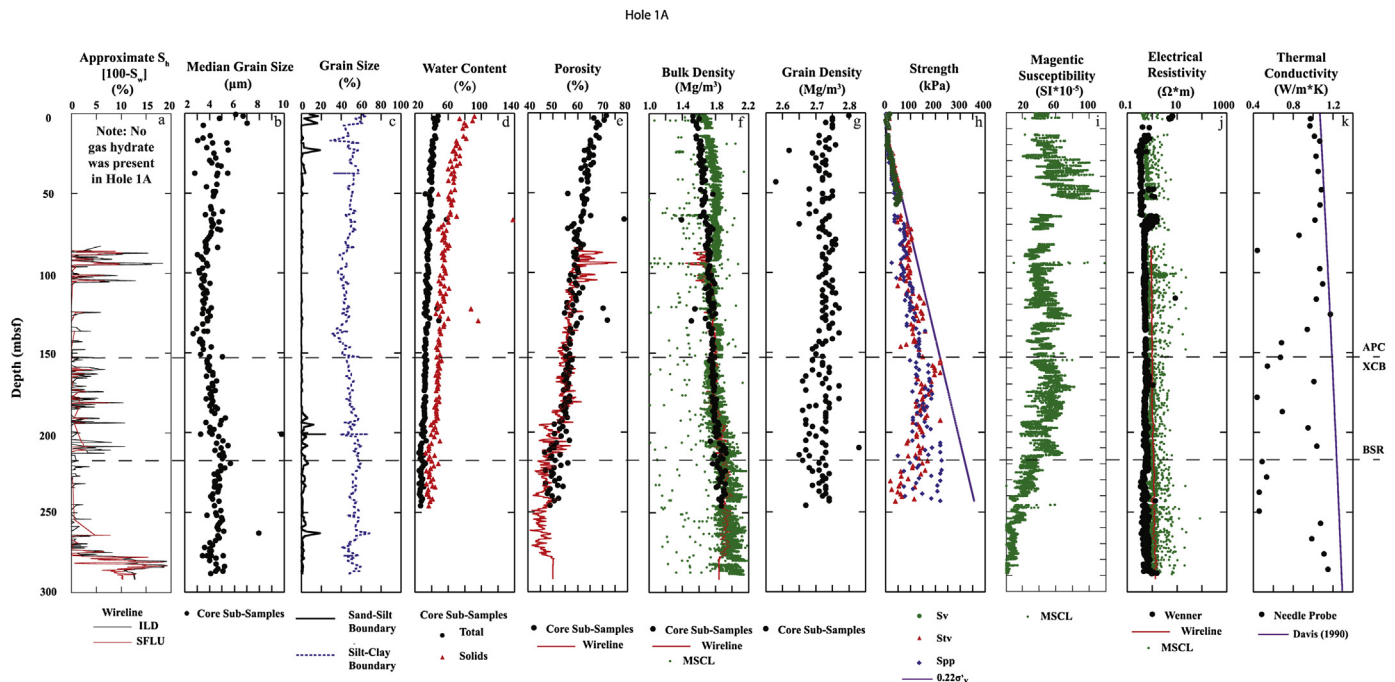 Hole 1A
Approximate Sh
[100-Sw]
(%)
Median Grain Size
(µm)
Grain Size
(%)
Water Content
(%)
Porosity
(%)
Bulk Density
(Mg/m³)
Grain Density
(Mg/m³)
Strength
(kPa)
Magentic
Susceptibility
(SI*10-5)
Electrical
Resistivity
(Ω*m)
Thermal
Conductivity
(W/m*K)
0 5 10 15 20
2 4 6 8 10
0 20 40 60 80 100
40 60 80 100 140
40 50 60 70 80
1.0 1.4 1.8 2.2
2.6 2.7 2.8
0 100 200 300 400
20 60 100
0.1 10 1000
0.4 0.8 1.2
a b c d e f g h i j k
Note: No
gas hydrate
was present
in Hole 1A
Depth (mbsf)
0
50
100
150
200
250
300
APC
XCB
BSR
Wireline
ILD
SFLU
Core Sub-Samples
Sand-Silt
Boundary
Silt-Clay
Boundary
Core Sub-Samples
Total
Solids
Core Sub-Samples
Wireline
Core Sub-Samples
Wireline
MSCL
Core Sub-Samples
Sv
Stv
Spp
0.22σ'v
MSCL
Wenner
Wireline
MSCL
Needle Probe
Davis (1990)